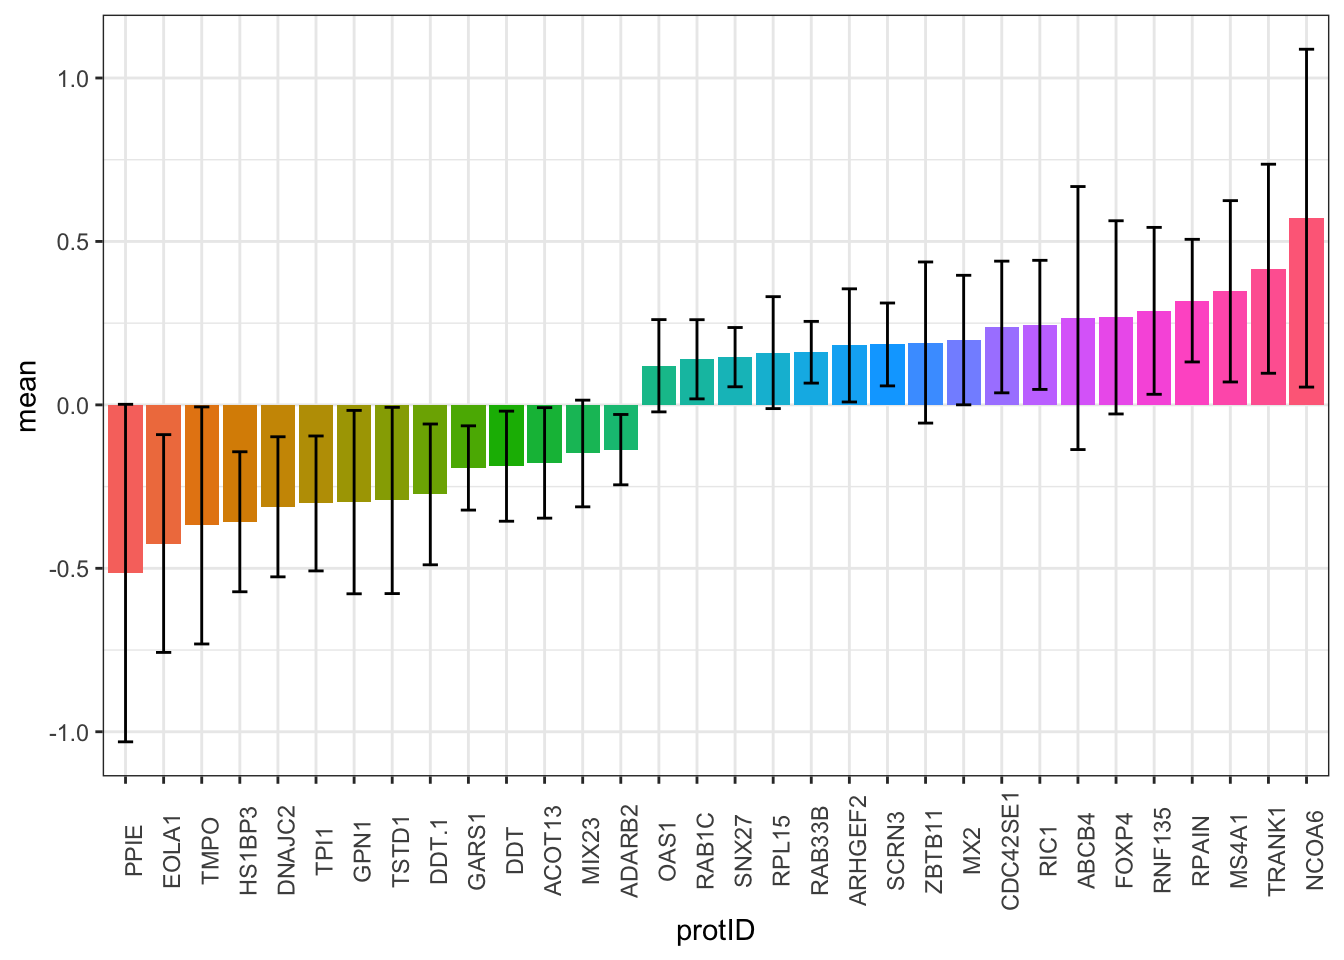 1.0
0.5
0.0
-0.5
-1.0
mean
PPIE
EOLA1
TMPO
HS1BP3
DNAJC2
TPI1
GPN1
TSTD1
DDT.1
GARS1
DDT
ACOT13
MIX23
ADARB2
OAS1
RAB1C
SNX27
RPL15
RAB33B
ARHGEF2
SCRN3
ZBTB11
MX2
CDC42SE1
RIC1
ABCB4
FOXP4
RNF135
RPAIN
MS4A1
TRANK1
NCOA6
protID